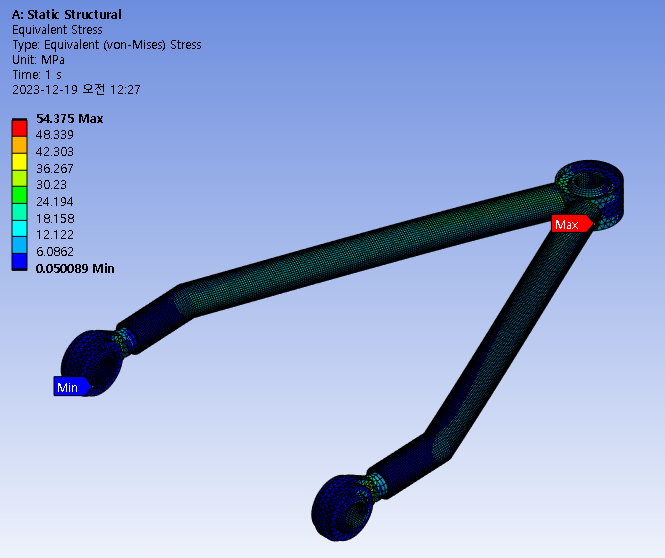 A: Static Structural
Equivalent Stress
Type: Equivalent (von-Mises) Stress
Unit: MPa
Time: 1 s
2023-12-19 오전 12:27
54.375 Max
48.339
42.303
36.267
30.23
24.194
18.158
12.122
6.0862
0.050089 Min
Max
Min